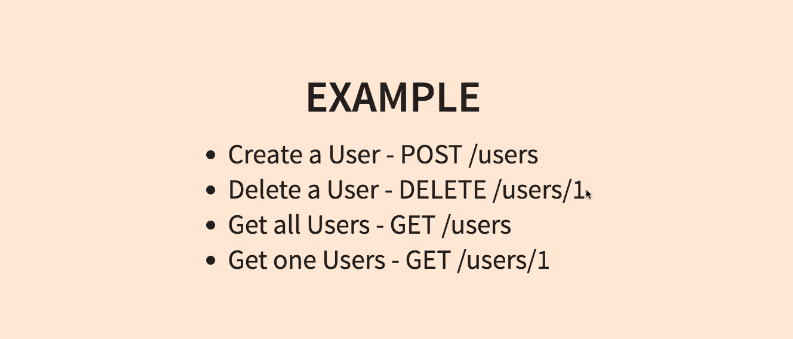 EXAMPLE
• Create a User - POST /users
• Delete a User - DELETE /users/1
• Get all Users - GET /users
• Get one Users - GET /users/1